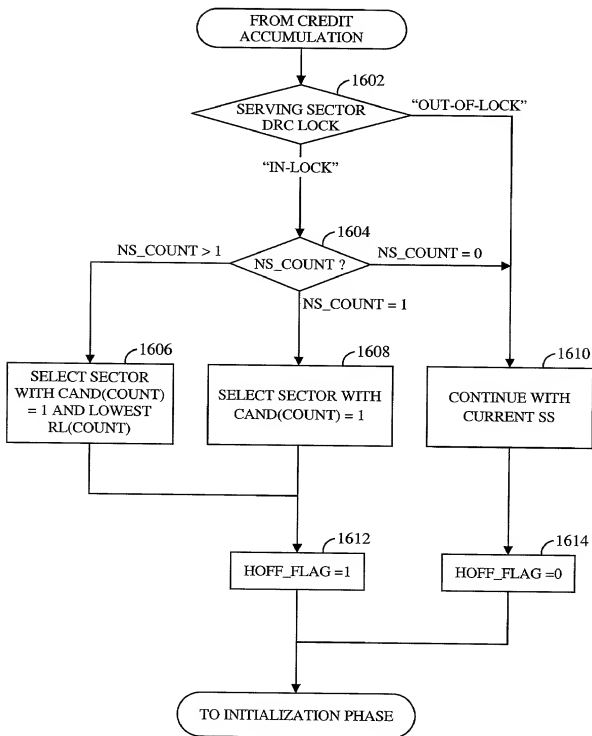 FROM CREDIT
ACCUMULATION
1602
SERVING SECTOR
DRC LOCK
“OUT-OF-LOCK”
“IN-LOCK”
1604
NS_COUNT ?
NS_COUNT > 1
NS_COUNT = 0
NS_COUNT = 1
1606
SELECT SECTOR
WITH CAND(COUNT)
= 1 AND LOWEST
RL(COUNT)
1608
SELECT SECTOR WITH
CAND(COUNT) = 1
1610
CONTINUE WITH
CURRENT SS
1612
HOFF_FLAG =1
1614
HOFF_FLAG =0
TO INITIALIZATION PHASE